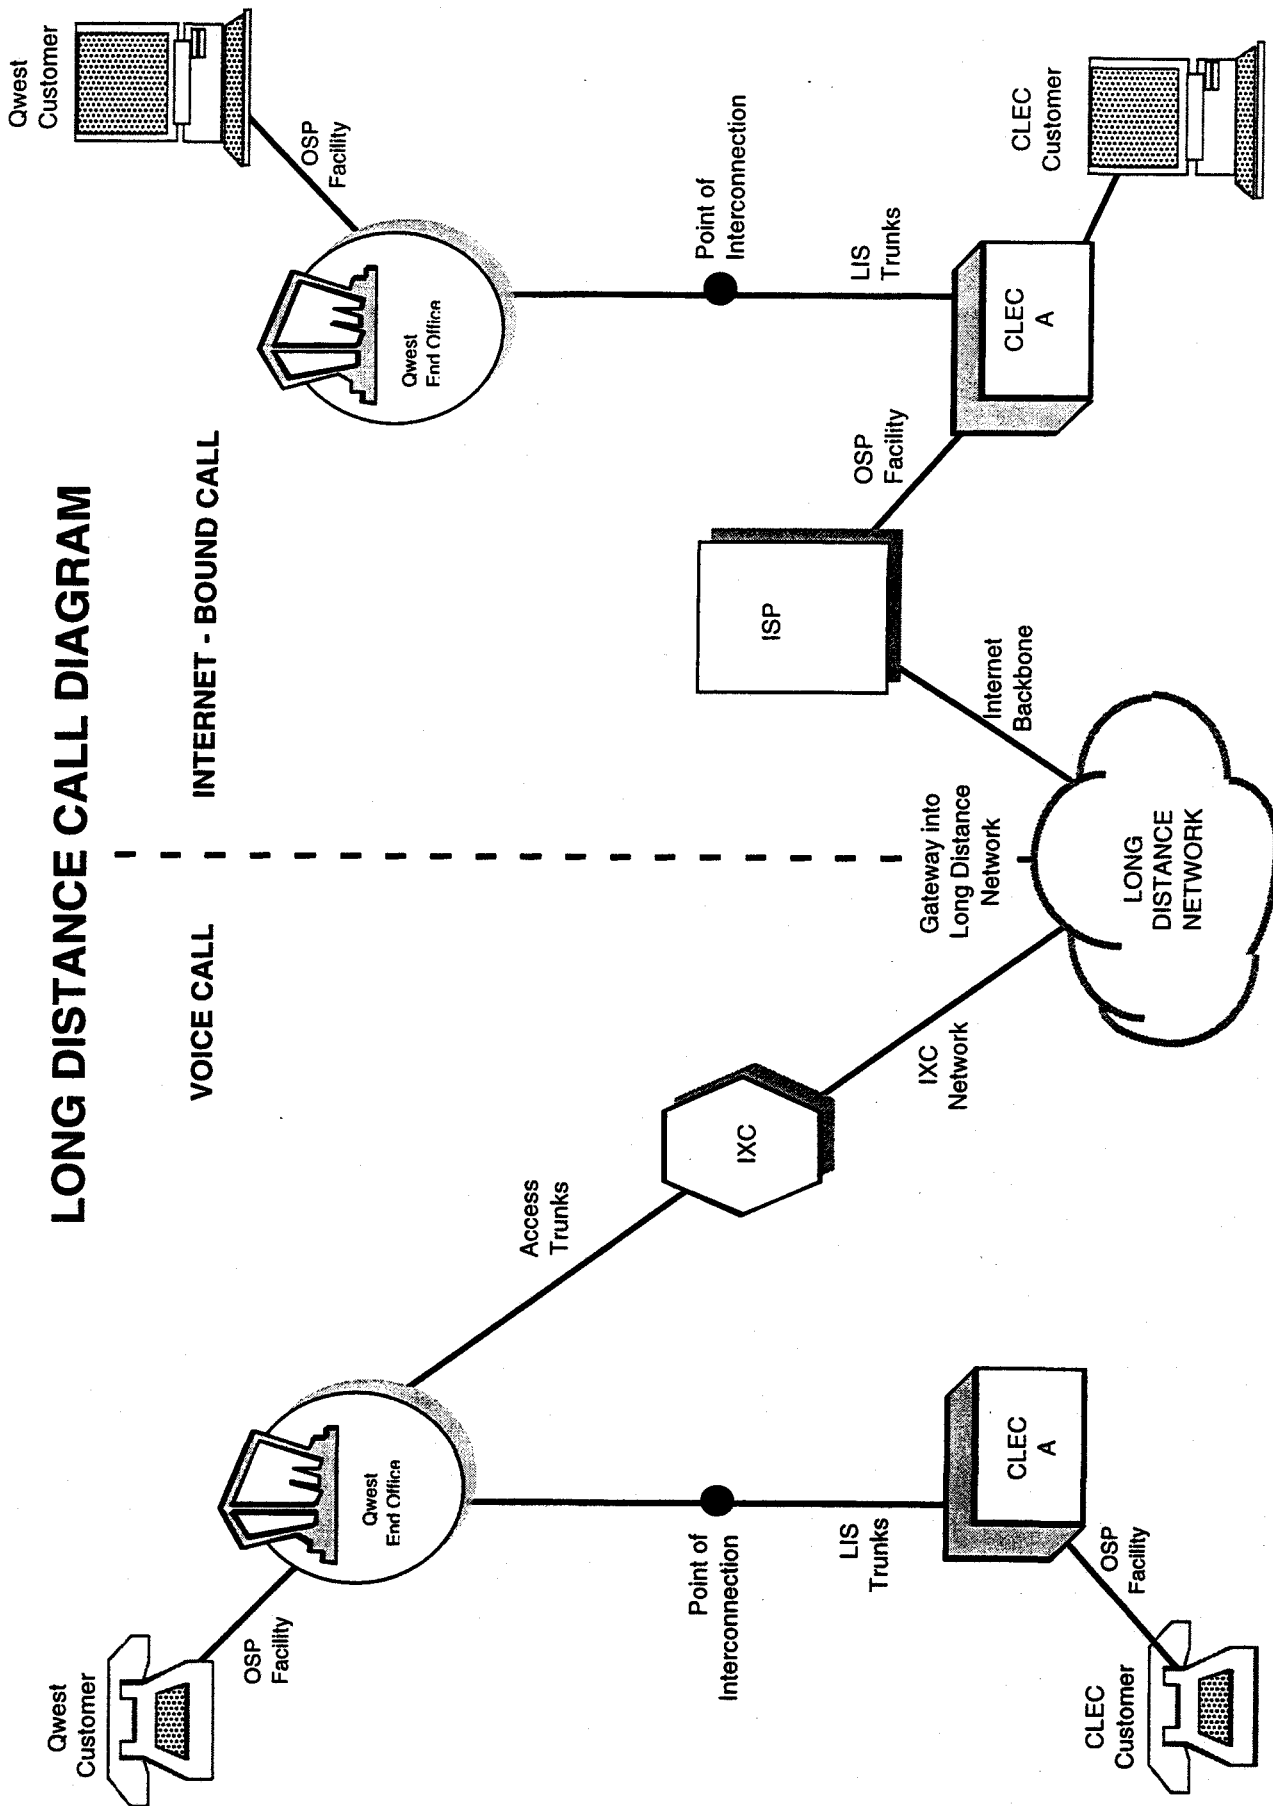 LONG DISTANCE CALL DIAGRAM
VOICE CALL
INTERNET - BOUND CALL
Qwest
Customer
OSP
Facility
Qwest
End Office
Access
Trunks
Point of
Interconnection
LIS
Trunks
CLEC
A
OSP
Facility
CLEC
Customer
IXC
IXC
Network
Gateway into
Long Distance
Network
LONG
DISTANCE
NETWORK
Internet
Backbone
ISP
OSP
Facility
Qwest
Customer
OSP
Facility
Qwest
End Office
Point of
Interconnection
LIS
Trunks
CLEC
A
CLEC
Customer